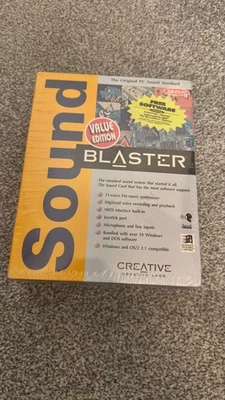 The Original PC Sound Standard
FREE
SOFTWARE
VALUE
EDITION
Sound
BLASTER
The standard sound system that started it all.
The Sound Card that has the most software support.
11-voice FM music synthesizer
Digitized voice recording and playback
MIDI interface built-in
Joystick port
Microphone and line inputs
Bundled with over 10 Windows
and DOS software
Windows and OS/2 2.1 compatible
CREATIVE
CREATIVE LABS